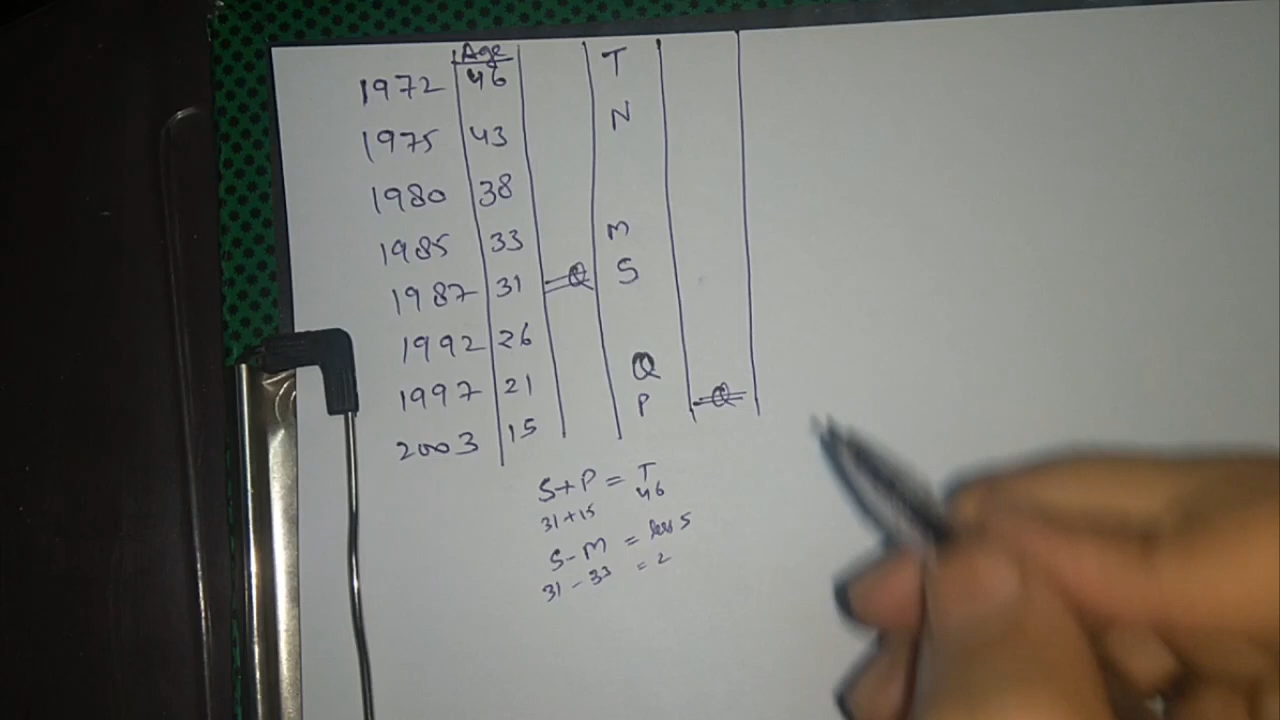 Age T
1972 46
1975 43 N
1980 38
1985 33 M
1987 31 Q S
1992 26
1997 21 Q
2003 15 P Q
S+P = T
31+15 46
S-M = less 5
31-33 = 2